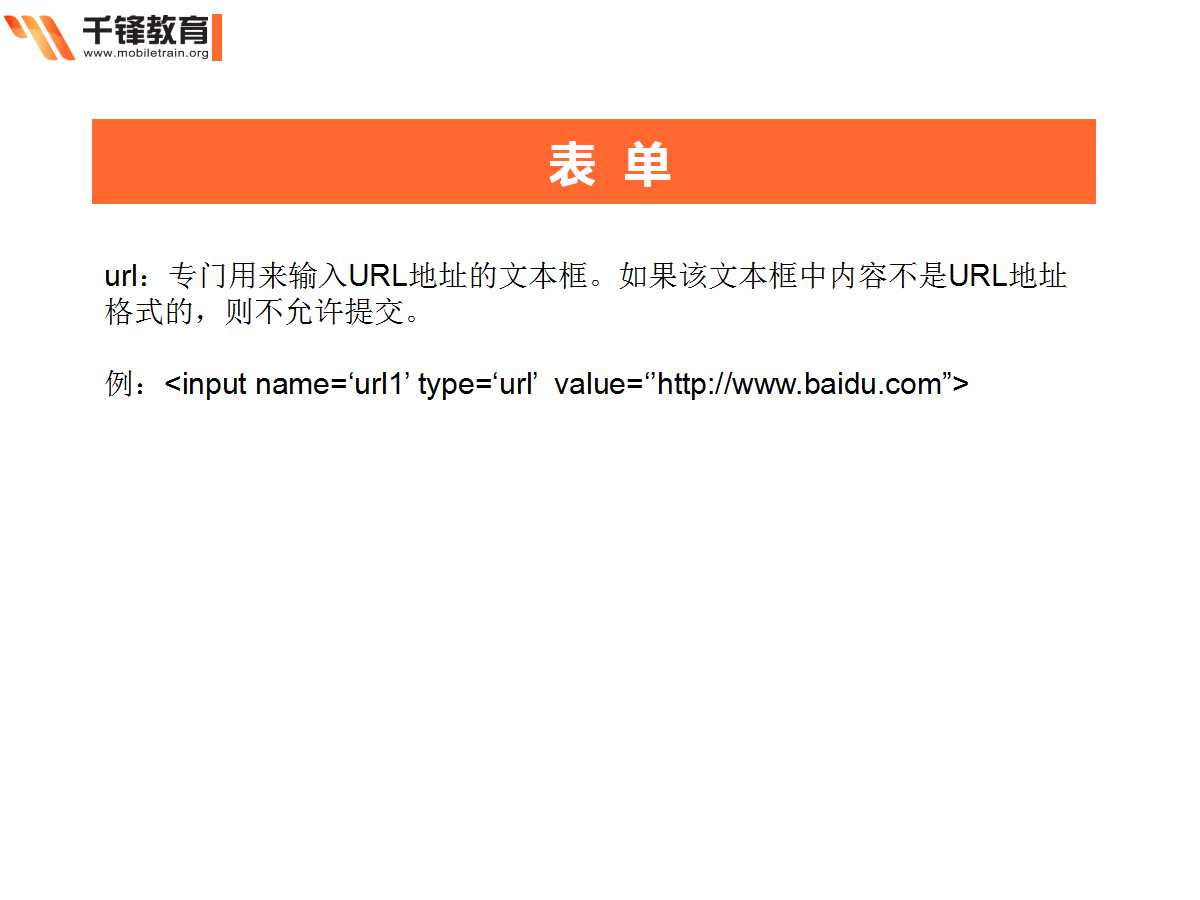 千锋教育
www.mobiletrain.org
表 单
url：专门用来输入URL地址的文本框。如果该文本框中内容不是URL地址
格式的，则不允许提交。
例：<input name=‘url1’ type=‘url’  value=‘’http://www.baidu.com”>